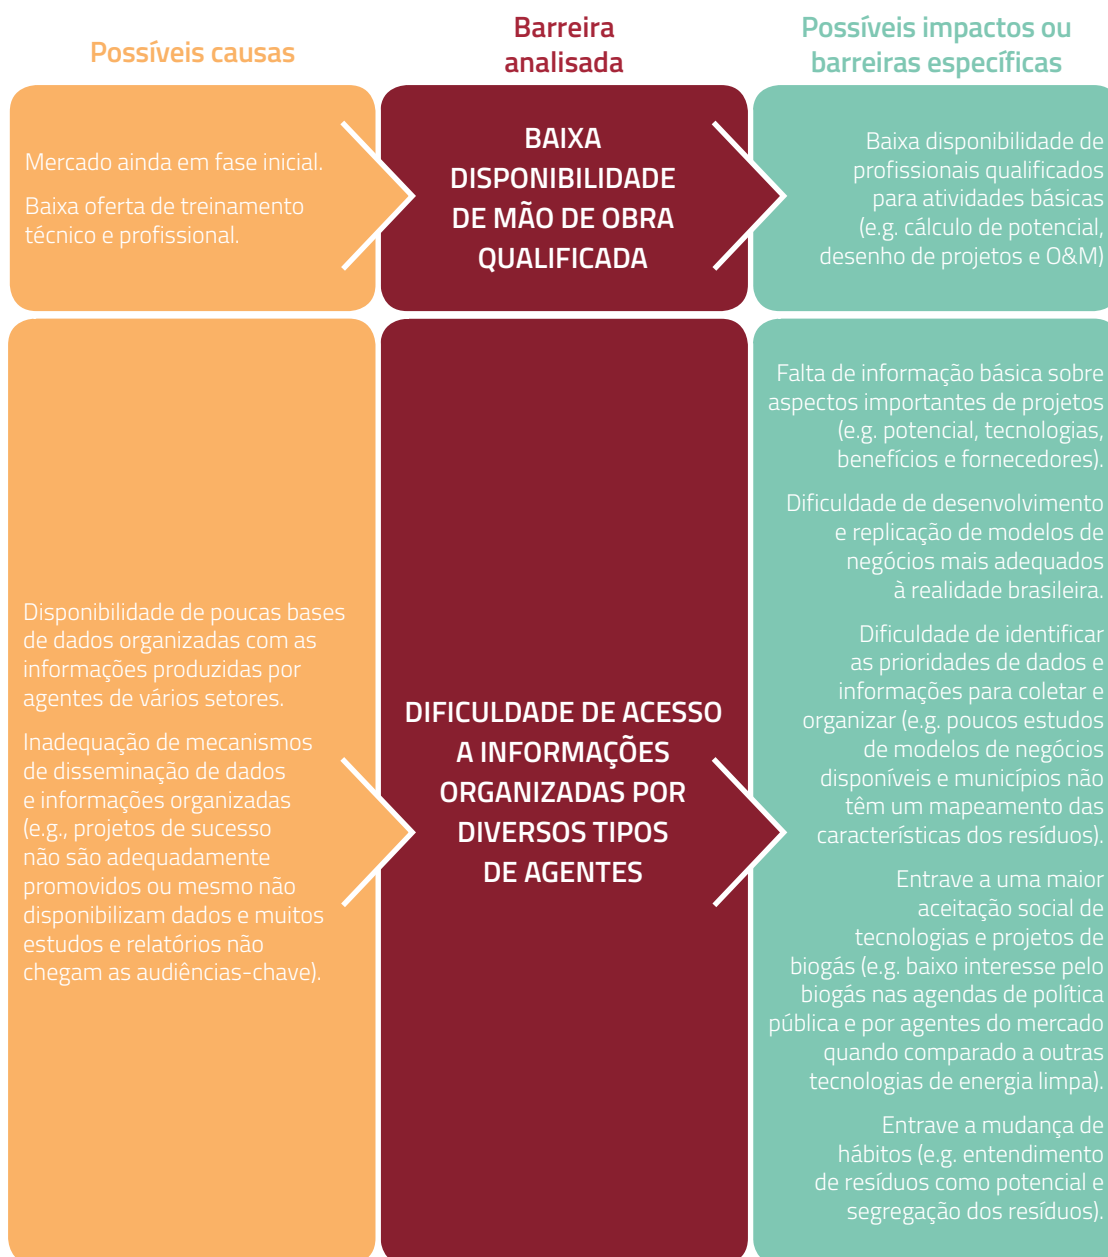 Possíveis causas
Barreira
analisada
Possíveis impactos ou
barreiras específicas
Mercado ainda em fase inicial.
Baixa oferta de treinamento
técnico e profissional.
BAIXA
DISPONIBILIDADE
DE MÃO DE OBRA
QUALIFICADA
Baixa disponibilidade de
profissionais qualificados
para atividades básicas
(e.g. cálculo de potencial,
desenho de projetos e O&M)
Disponibilidade de poucas bases
de dados organizadas com as
informações produzidas por
agentes de vários setores.
Inadequação de mecanismos
de disseminação de dados
e informações organizadas
(e.g., projetos de sucesso
não são adequadamente
promovidos ou mesmo não
disponibilizam dados e muitos
estudos e relatórios não
chegam as audiências-chave).
DIFICULDADE DE ACESSO
A INFORMAÇÕES
ORGANIZADAS POR
DIVERSOS TIPOS
DE AGENTES
Falta de informação básica sobre
aspectos importantes de projetos
(e.g. potencial, tecnologias,
benefícios e fornecedores).
Dificuldade de desenvolvimento
e replicação de modelos de
negócios mais adequados
à realidade brasileira.
Dificuldade de identificar
as prioridades de dados e
informações para coletar e
organizar (e.g. poucos estudos
de modelos de negócios
disponíveis e municípios não
têm um mapeamento das
características dos resíduos).
Entrave a uma maior
aceitação social de
tecnologias e projetos de
biogás (e.g. baixo interesse pelo
biogás nas agendas de política
pública e por agentes do mercado
quando comparado a outras
tecnologias de energia limpa).
Entrave a mudança de
hábitos (e.g. entendimento
de resíduos como potencial e
segregação dos resíduos).